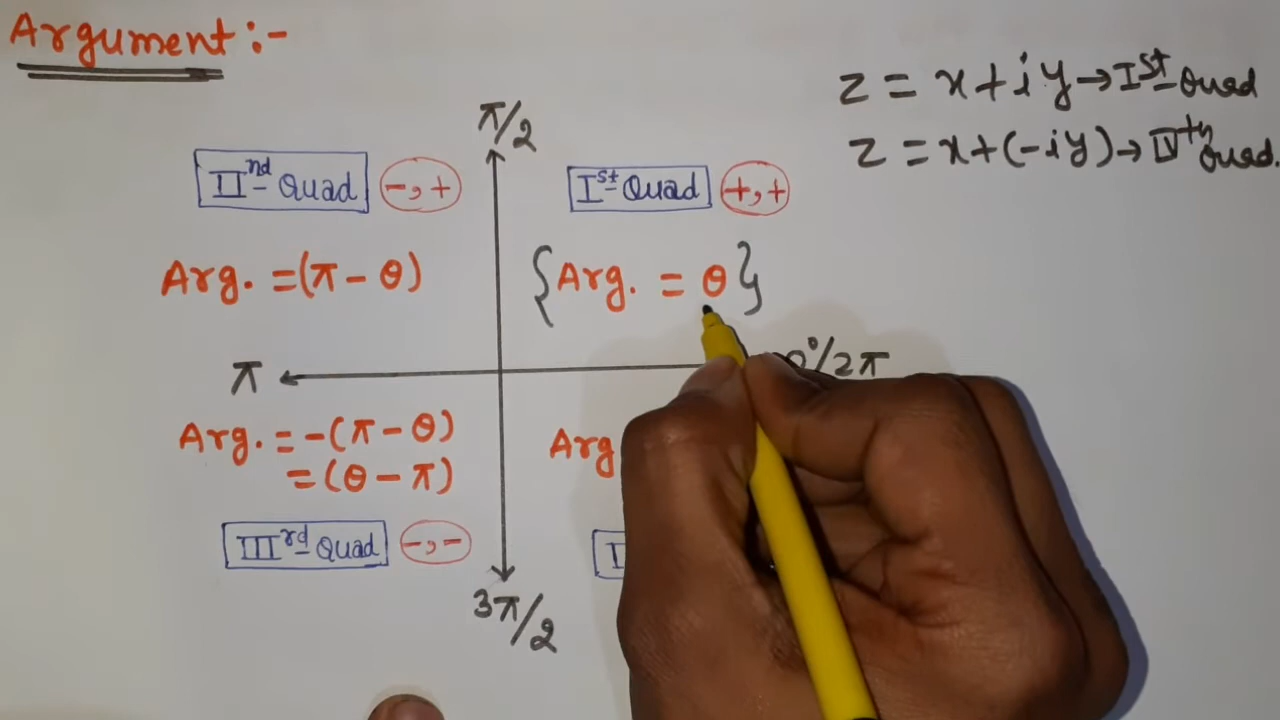 Argument :-
z = x + iy → Ist Quad
z = x + (-iy) → IVth Quad.
π/2
IInd Quad -, +
Ist Quad +, +
Arg. = (π - θ)
{Arg. = θ}
π
0°/2π
Arg. = -(π - θ)
= (θ - π)
Arg
IIIrd Quad -, -
3π/2